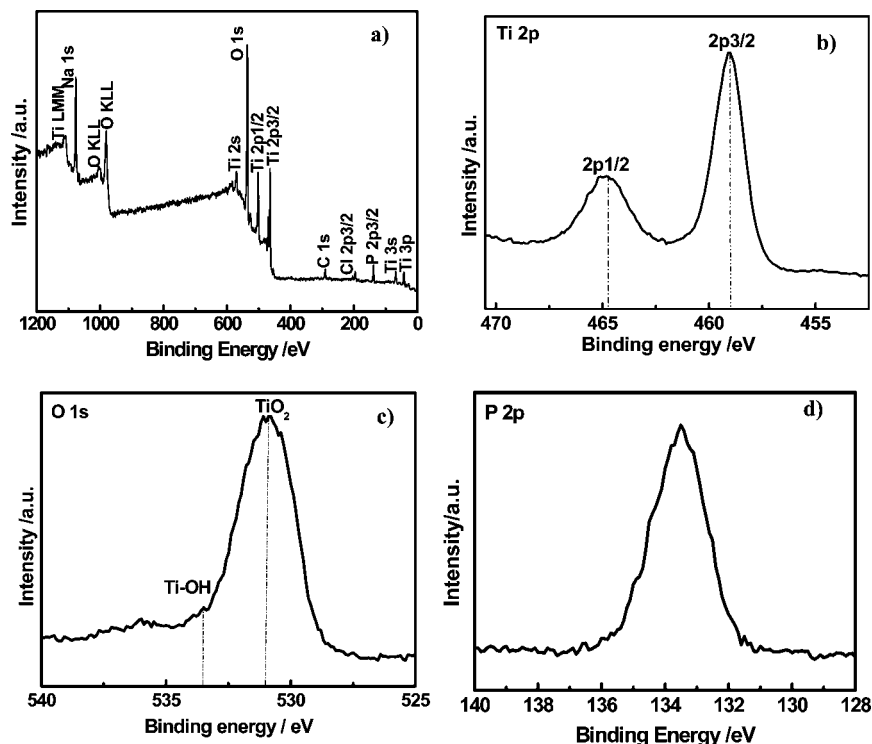 a)
Intensity /a.u.
Ti LMM
Na 1s
O KLL
O KLL
Ti 2s
O 1s
Ti 2p1/2
Ti 2p3/2
C 1s
Cl 2p3/2
P 2p3/2
Ti 3s
Ti 3p
1200 1000 800 600 400 200 0
Binding Energy /eV
Ti 2p
b)
2p3/2
2p1/2
Intensity /a.u.
470 465 460 455
Binding energy /eV
O 1s
c)
TiO2
Ti-OH
Intensity /a.u.
540 535 530 525
Binding energy / eV
P 2p
d)
Intensity/a.u.
140 138 136 134 132 130 128
Binding Energy /eV